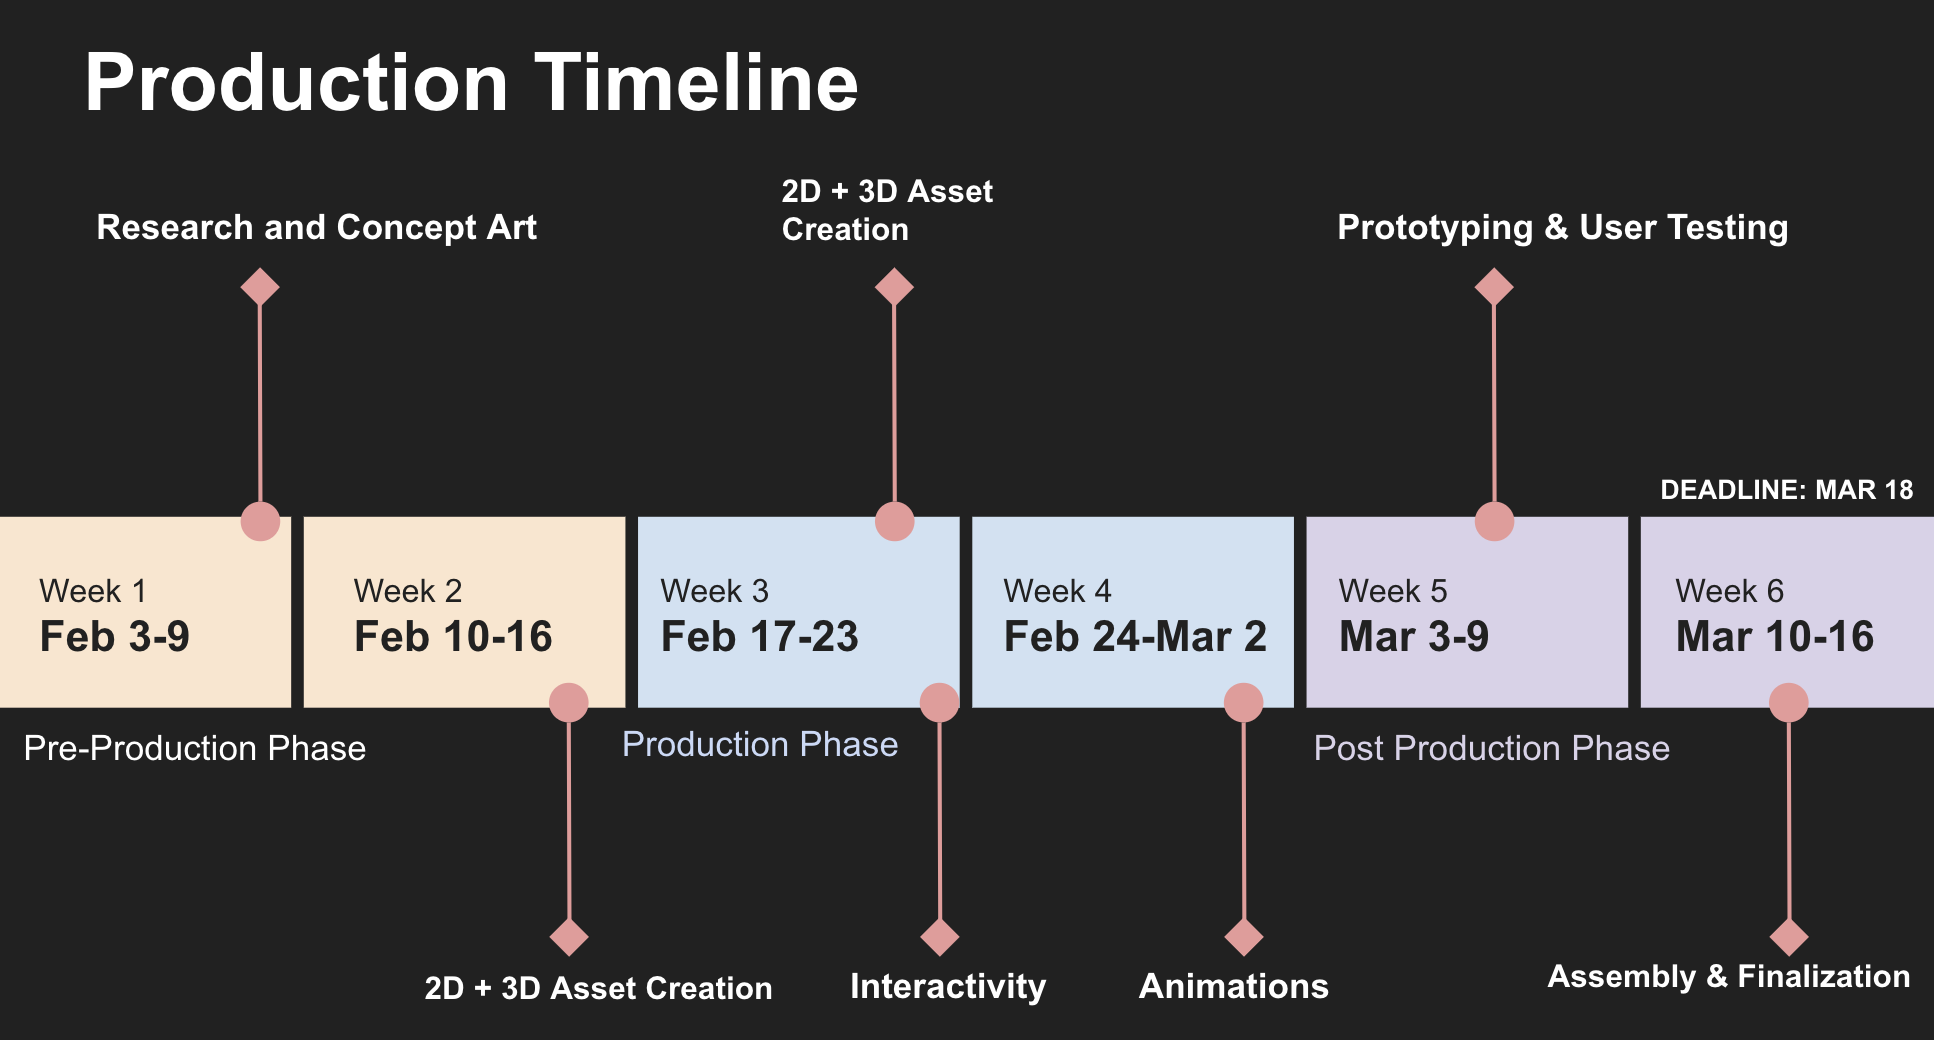 Production Timeline
Research and Concept Art
2D + 3D Asset
Creation
Prototyping & User Testing
DEADLINE: MAR 18
Week 1
Feb 3-9
Week 2
Feb 10-16
Week 3
Feb 17-23
Week 4
Feb 24-Mar 2
Week 5
Mar 3-9
Week 6
Mar 10-16
Pre-Production Phase
Production Phase
Post Production Phase
2D + 3D Asset Creation
Interactivity
Animations
Assembly & Finalization